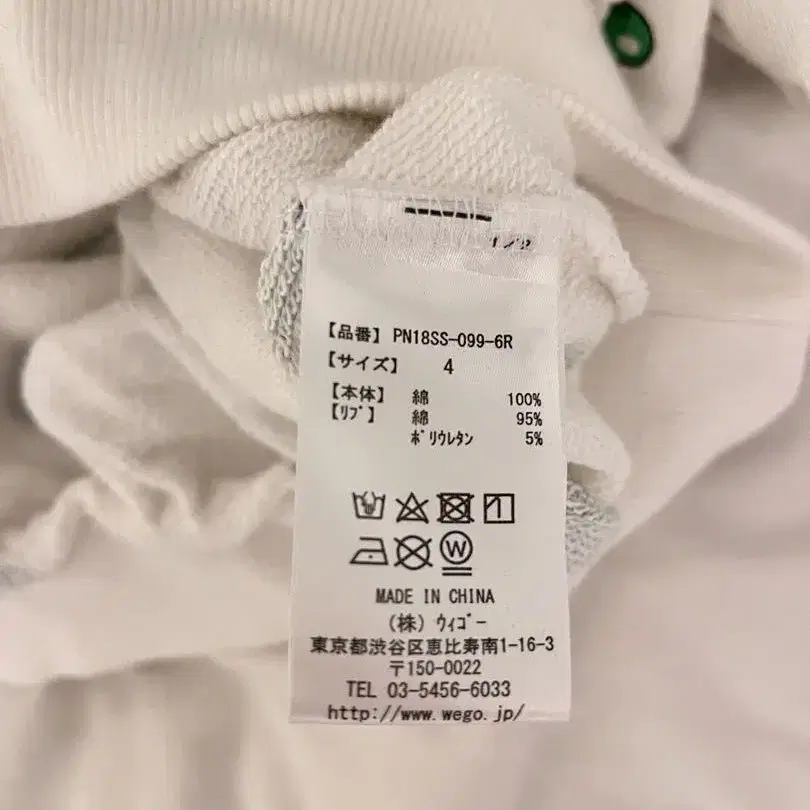 1/2
【品番】 PN18SS-099-6R
【サイズ】 4
【本体】 綿 100%
【ﾘﾌﾞ】 綿 95%
ﾎﾟﾘｳﾚﾀﾝ 5%
W
MADE IN CHINA
(株) ｳｨｺﾞｰ
東京都渋谷区恵比寿南1-16-3
〒150-0022
TEL 03-5456-6033
http://www.wego.jp/